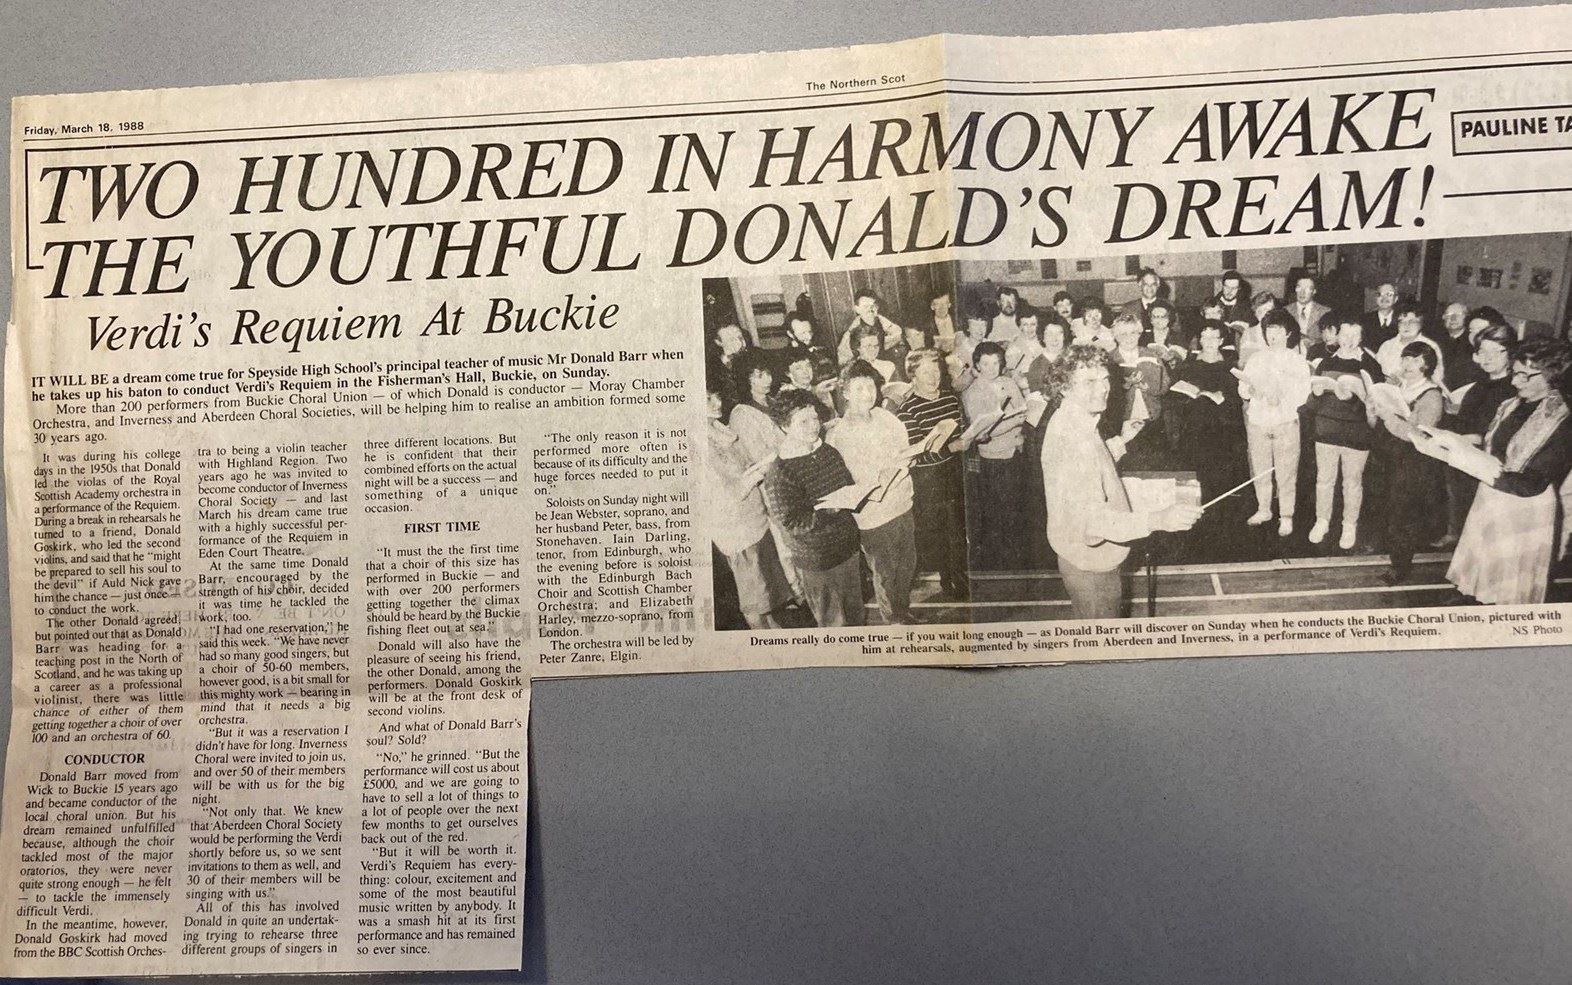 Friday, March 18, 1988
The Northern Scot
TWO HUNDRED IN HARMONY AWAKE
THE YOUTHFUL DONALD'S DREAM!
PAULINE TA
Verdi's Requiem At Buckie
IT WILL BE a dream come true for Speyside High School's principal teacher of music Mr Donald Barr when
he takes up his baton to conduct Verdi's Requiem in the Fisherman's Hall, Buckie, on Sunday.
More than 200 performers from Buckie Choral Union — of which Donald is conductor — Moray Chamber
Orchestra, and Inverness and Aberdeen Choral Societies, will be helping him to realise an ambition formed some
30 years ago.
It was during his college
days in the 1950s that Donald
led the violas of the Royal
Scottish Academy orchestra in
a performance of the Requiem.
During a break in rehearsals he
turned to a friend, Donald
Goskirk, who led the second
violins, and said that he "might
be prepared to sell his soul to
the devil" if Auld Nick gave
him the chance — just once —
to conduct the work.
The other Donald agreed,
but pointed out that as Donald
Barr was heading for a
teaching post in the North of
Scotland, and he was taking up
a career as a professional
violinist, there was little
chance of either of them
getting together a choir of over
100 and an orchestra of 60.
CONDUCTOR
Donald Barr moved from
Wick to Buckie 15 years ago
and became conductor of the
local choral union. But his
dream remained unfulfilled
because, although the choir
tackled most of the major
oratorios, they were never
quite strong enough — he felt
— to tackle the immensely
difficult Verdi.
In the meantime, however,
Donald Goskirk had moved
from the BBC Scottish Orches-
tra to being a violin teacher
with Highland Region. Two
years ago he was invited to
become conductor of Inverness
Choral Society — and last
March his dream came true
with a highly successful per-
formance of the Requiem in
Eden Court Theatre.
At the same time Donald
Barr, encouraged by the
strength of his choir, decided
it was time he tackled the
work, too.
"I had one reservation," he
said this week. "We have never
had so many good singers, but
a choir of 50-60 members,
however good, is a bit small for
this mighty work — bearing in
mind that it needs a big
orchestra.
"But it was a reservation I
didn't have for long. Inverness
Choral were invited to join us,
and over 50 of their members
will be with us for the big
night.
"Not only that. We knew
that Aberdeen Choral Society
would be performing the Verdi
shortly before us, so we sent
invitations to them as well, and
30 of their members will be
singing with us."
All of this has involved
Donald in quite an undertak-
ing trying to rehearse three
different groups of singers in
three different locations. But
he is confident that their
combined efforts on the actual
night will be a success — and
something of a unique
occasion.
FIRST TIME
"It must the the first time
that a choir of this size has
performed in Buckie — and
with over 200 performers
getting together the climax
should be heard by the Buckie
fishing fleet out at sea."
Donald will also have the
pleasure of seeing his friend,
the other Donald, among the
performers. Donald Goskirk
will be at the front desk of
second violins.
And what of Donald Barr's
soul? Sold?
"No," he grinned. "But the
performance will cost us about
£5000, and we are going to
have to sell a lot of things to
a lot of people over the next
few months to get ourselves
back out of the red.
"But it will be worth it.
Verdi's Requiem has every-
thing: colour, excitement and
some of the most beautiful
music written by anybody. It
was a smash hit at its first
performance and has remained
so ever since.
"The only reason it is not
performed more often is
because of its difficulty and the
huge forces needed to put it
on."
Soloists on Sunday night will
be Jean Webster, soprano, and
her husband Peter, bass, from
Stonehaven. Iain Darling,
tenor, from Edinburgh, who
the evening before is soloist
with the Edinburgh Bach
Choir and Scottish Chamber
Orchestra; and Elizabeth
Harley, mezzo-soprano, from
London.
The orchestra will be led by
Peter Zanre, Elgin.
Dreams really do come true — if you wait long enough — as Donald Barr will discover on Sunday when he conducts the Buckie Choral Union, pictured with
him at rehearsals, augmented by singers from Aberdeen and Inverness, in a performance of Verdi's Requiem.
NS Photo